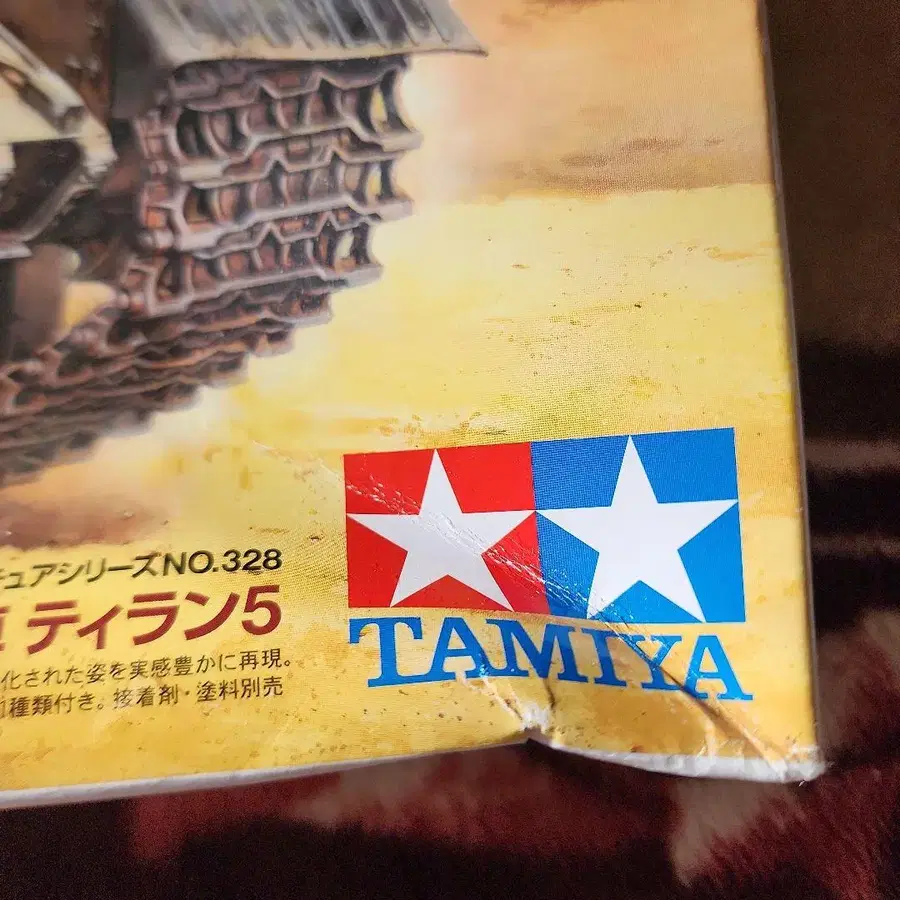 チュアシリーズNO.328
ティラン5
化された姿を実感豊かに再現。
種類付き。接着剤・塗料別売
TAMIYA